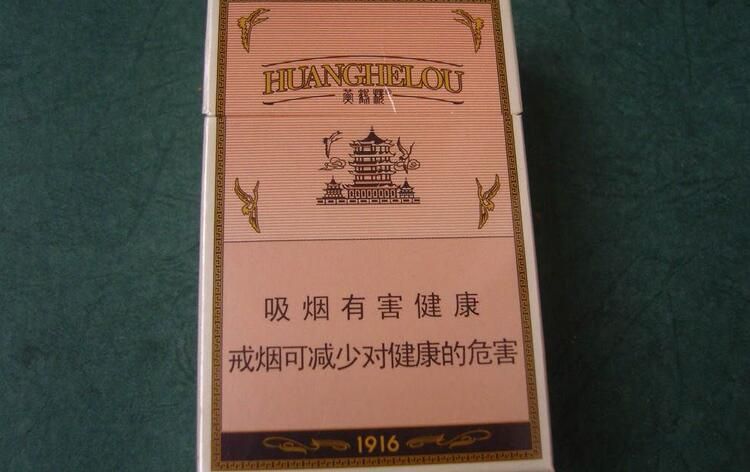 HUANGHELOU
黄鹤楼
吸烟有害健康
戒烟可减少对健康的危害
1916